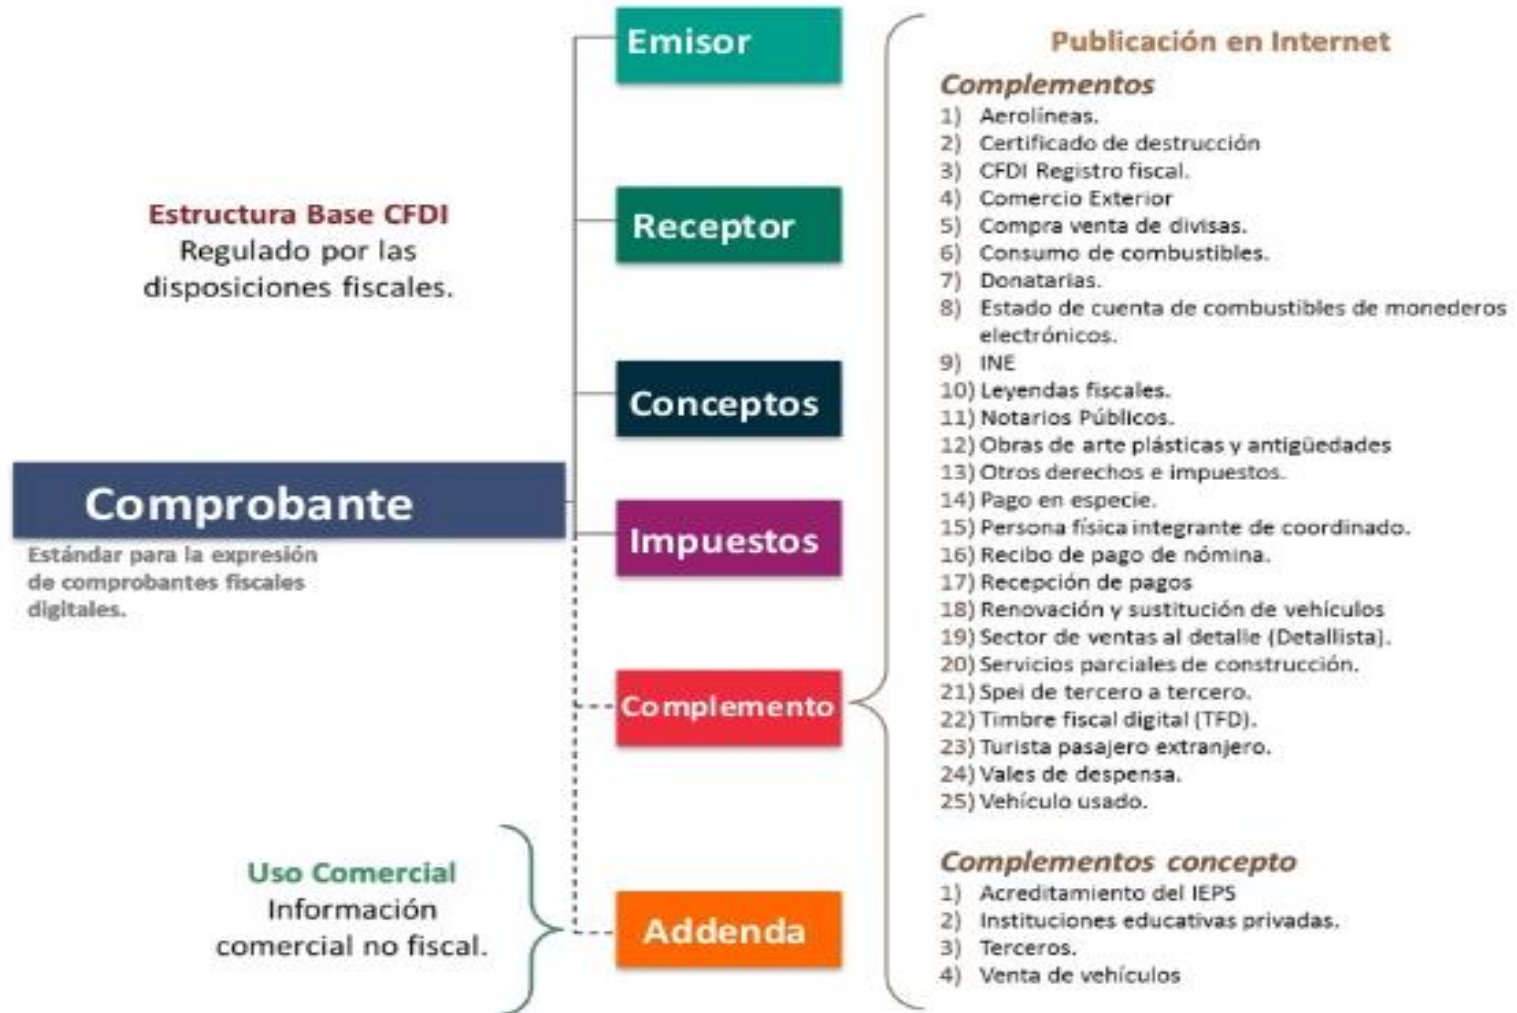 Estructura Base CFDI
Regulado por las
disposiciones fiscales.
Comprobante
Estándar para la expresión
de comprobantes fiscales
digitales.
Uso Comercial
Información
comercial no fiscal.
Emisor
Receptor
Conceptos
Impuestos
Complemento
Addenda
Publicación en Internet
Complementos
1) Aerolíneas.
2) Certificado de destrucción
3) CFDI Registro fiscal.
4) Comercio Exterior
5) Compra venta de divisas.
6) Consumo de combustibles.
7) Donatarias.
8) Estado de cuenta de combustibles de monederos
electrónicos.
9) INE
10) Leyendas fiscales.
11) Notarios Públicos.
12) Obras de arte plásticas y antigüedades
13) Otros derechos e impuestos.
14) Pago en especie.
15) Persona física integrante de coordinado.
16) Recibo de pago de nómina.
17) Recepción de pagos
18) Renovación y sustitución de vehículos
19) Sector de ventas al detalle (Detallista).
20) Servicios parciales de construcción.
21) Spei de tercero a tercero.
22) Timbre fiscal digital (TFD).
23) Turista pasajero extranjero.
24) Vales de despensa.
25) Vehículo usado.
Complementos concepto
1) Acreditamiento del IEPS
2) Instituciones educativas privadas.
3) Terceros.
4) Venta de vehículos